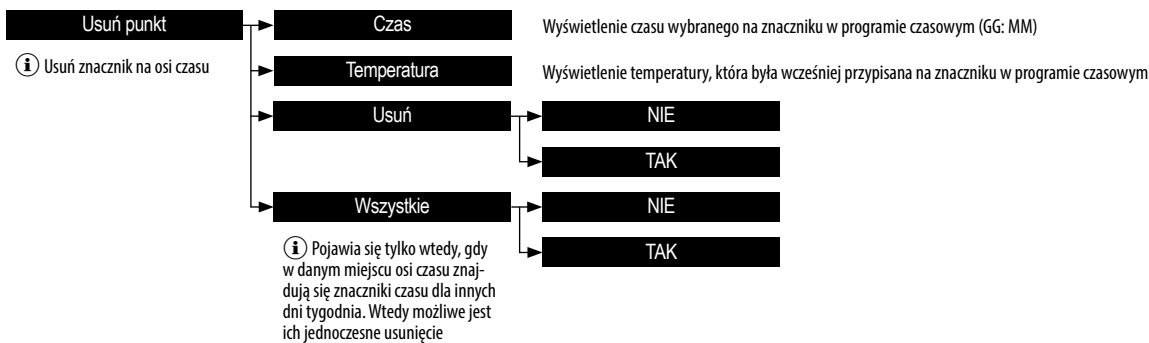 Usuń punkt
Czas
Wyświetlenie czasu wybranego na znaczniku w programie czasowym (GG: MM)
i Usuń znacznik na osi czasu
Temperatura
Wyświetlenie temperatury, która była wcześniej przypisana na znaczniku w programie czasowym
Usuń
NIE
TAK
Wszystkie
NIE
i Pojawia się tylko wtedy, gdy
TAK
w danym miejscu osi czasu znaj-
dują się znaczniki czasu dla innych
dni tygodnia. Wtedy możliwe jest
ich jednoczesne usunięcie